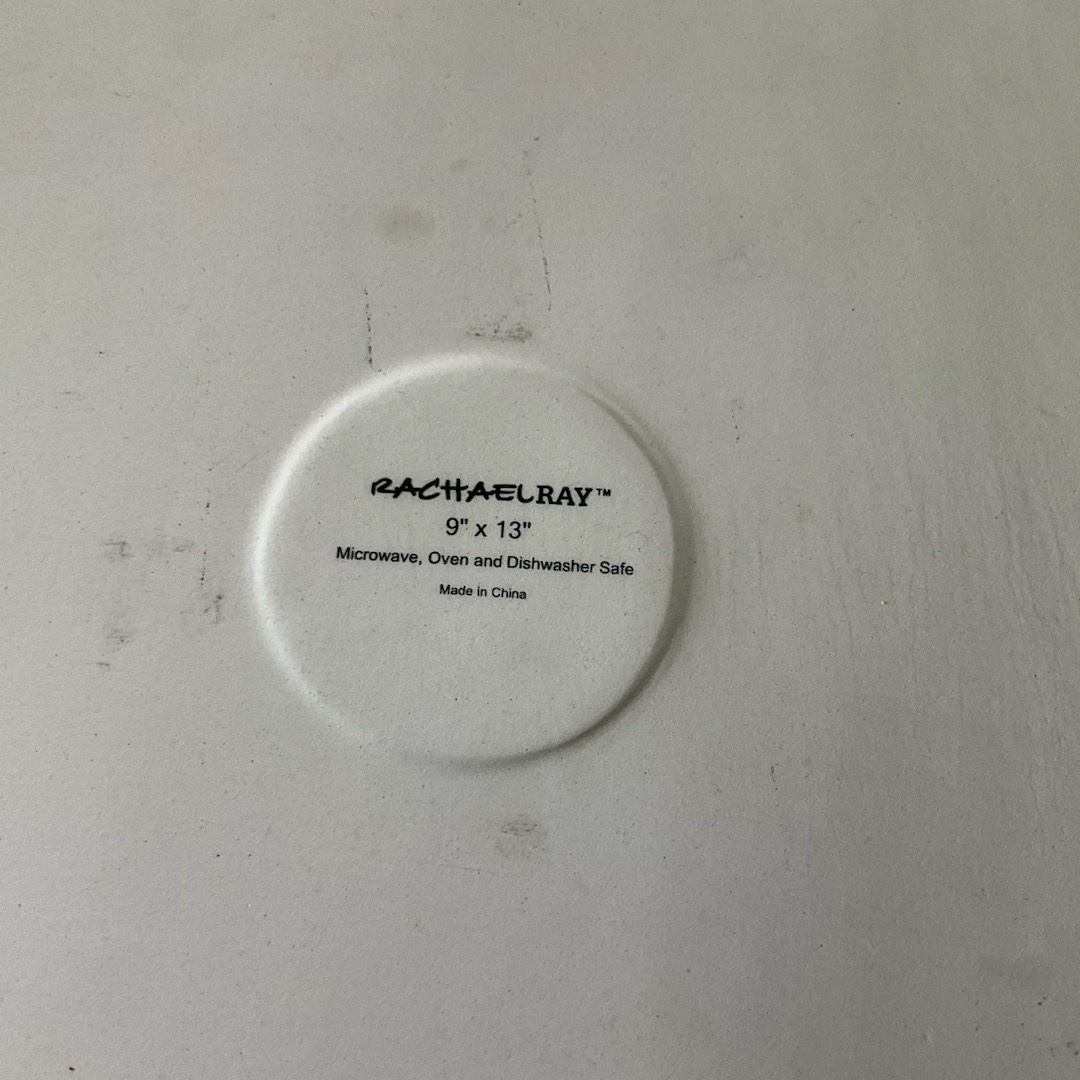 RACHAELRAY™
9" x 13"
Microwave, Oven and Dishwasher Safe
Made in China